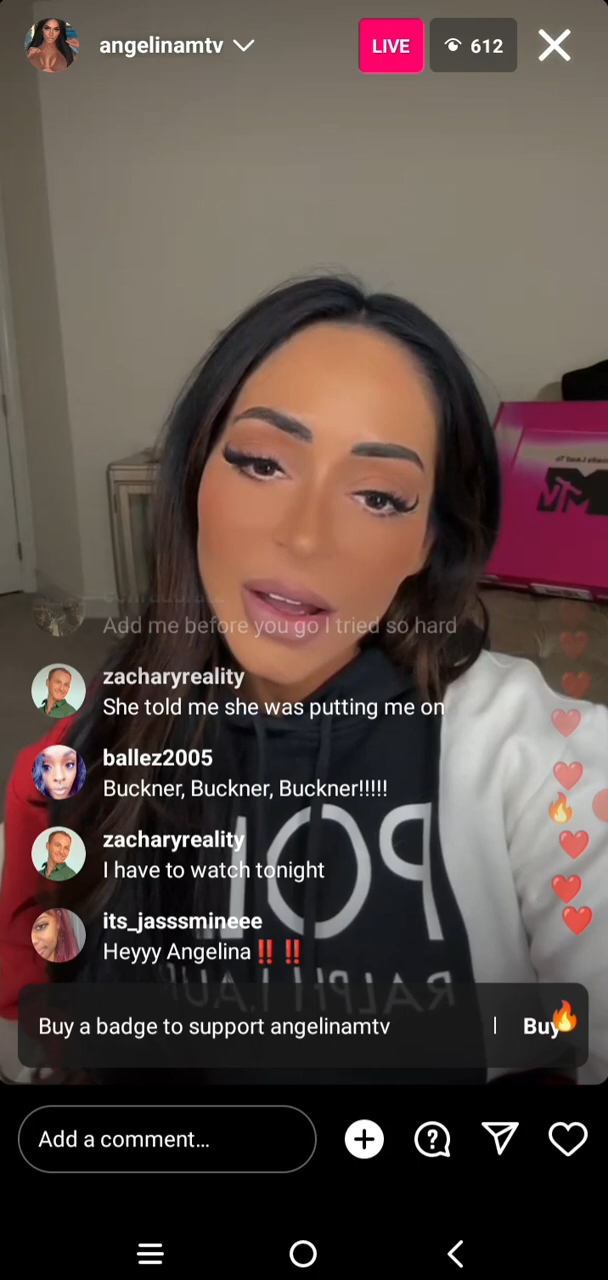 angelinamtv
LIVE
612
Add me before you go I tried so hard
zacharyreality
She told me she was putting me on
ballez2005
Buckner, Buckner, Buckner!!!!!
zacharyreality
I have to watch tonight
its_jasssmineee
Heyyy Angelina‼️ ‼️
POLO
RALPH LAUREN
Buy a badge to support angelinamtv
Buy
Add a comment...